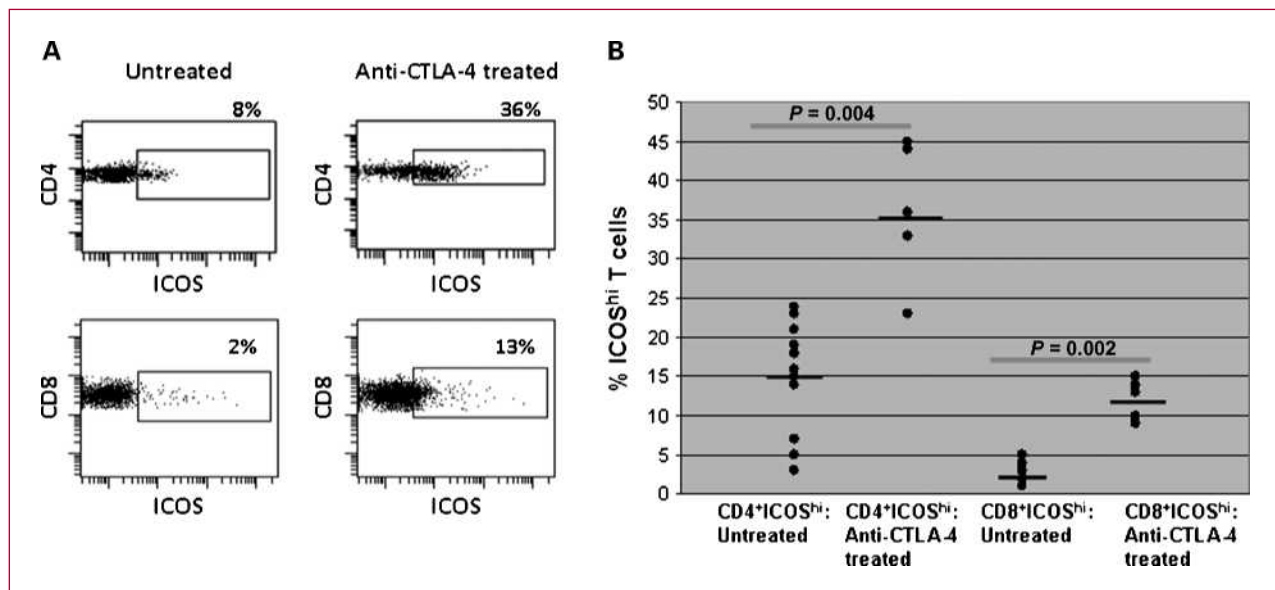 A
Untreated
Anti-CTLA-4 treated
8%
36%
CD4
CD4
ICOS
ICOS
2%
13%
CD8
CD8
ICOS
ICOS
B
% ICOSʰⁱ T cells
50
45
40
35
30
25
20
15
10
5
0
P = 0.004
P = 0.002
CD4⁺ICOSʰⁱ:
Untreated
CD4⁺ICOSʰⁱ:
Anti-CTLA-4
treated
CD8⁺ICOSʰⁱ:
Untreated
CD8⁺ICOSʰⁱ:
Anti-CTLA-4
treated